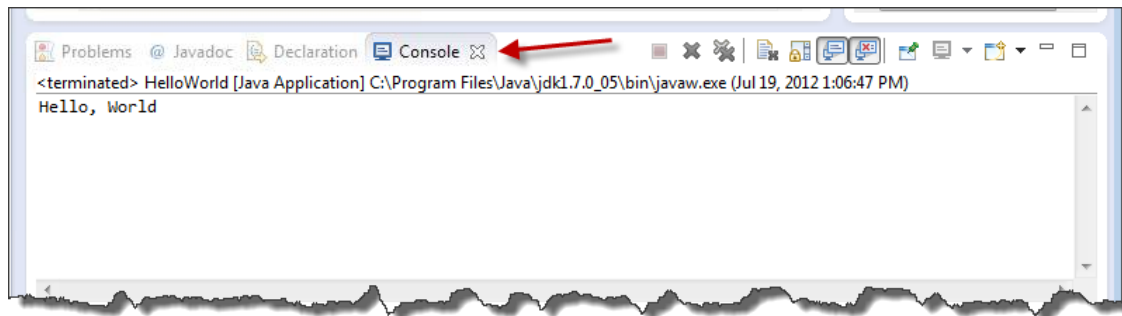 Problems @ Javadoc Declaration Console
<terminated> HelloWorld [Java Application] C:\Program Files\Java\jdk1.7.0_05\bin\javaw.exe (Jul 19, 2012 1:06:47 PM)
Hello, World